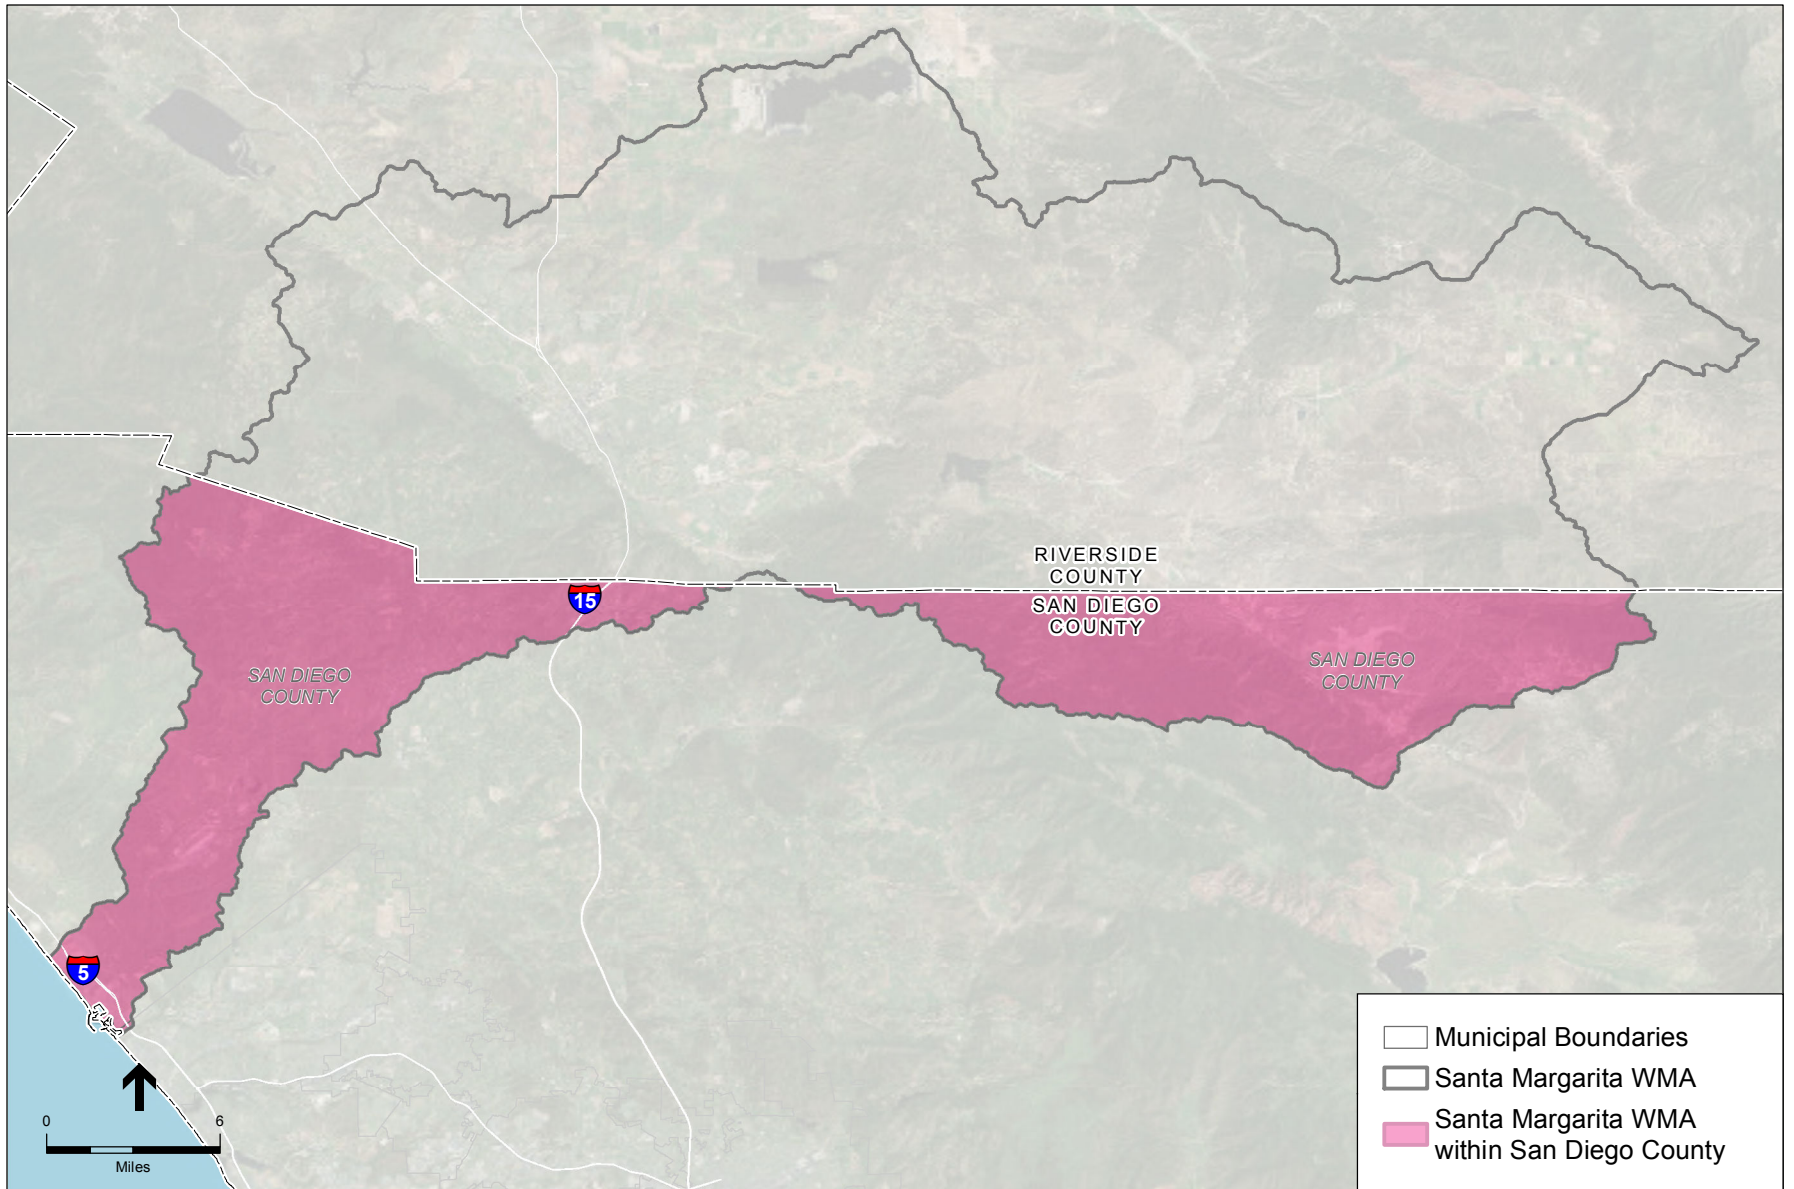 RIVERSIDE
COUNTY
15
SAN DIEGO
COUNTY
SAN DIEGO
COUNTY
SAN DIEGO
COUNTY
5
0 6
Miles
Municipal Boundaries
Santa Margarita WMA
Santa Margarita WMA
within San Diego County